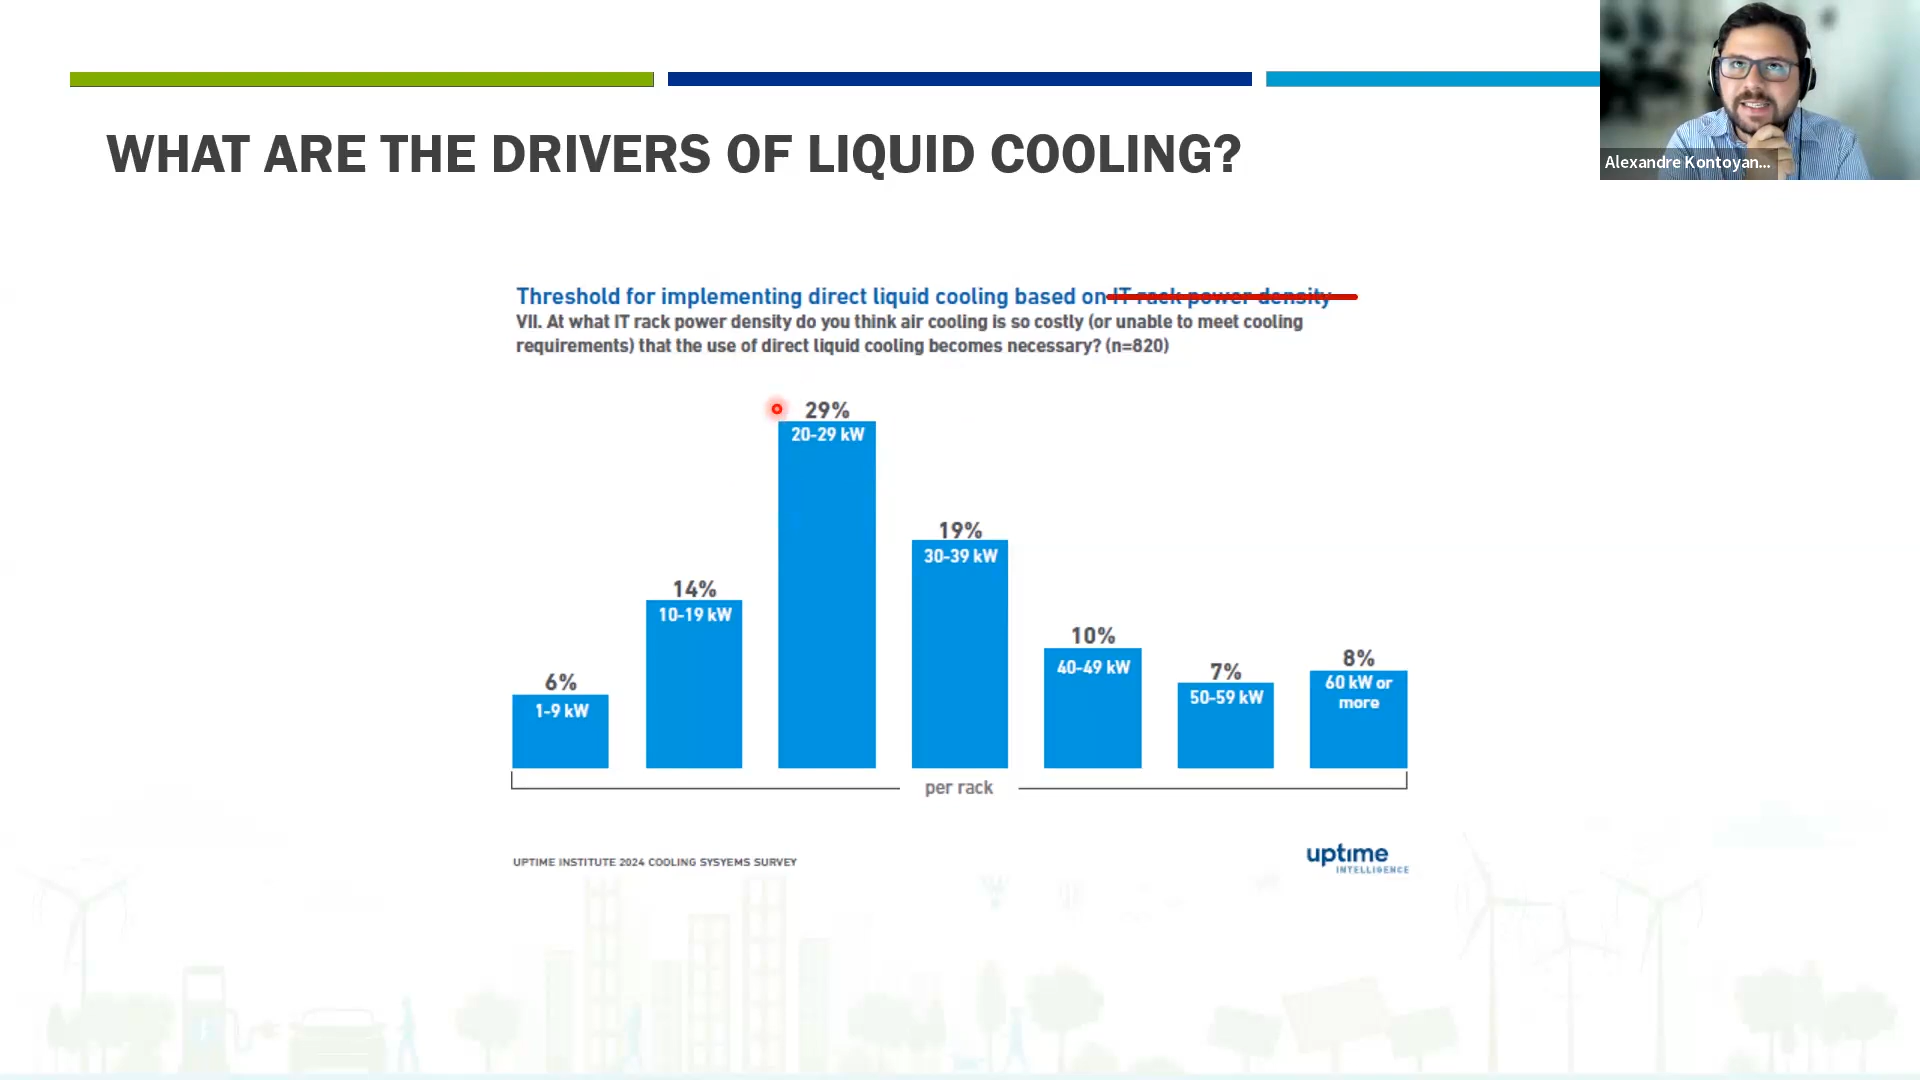 WHAT ARE THE DRIVERS OF LIQUID COOLING?
Alexandre Kontoyan...
Threshold for implementing direct liquid cooling based on IT rack power density
VII. At what IT rack power density do you think air cooling is so costly (or unable to meet cooling
requirements) that the use of direct liquid cooling becomes necessary? (n=820)
29%
20-29 kW
19%
30-39 kW
14%
10-19 kW
10%
40-49 kW
8%
60 kW or
more
7%
50-59 kW
6%
1-9 kW
per rack
UPTIME INSTITUTE 2024 COOLING SYSYEMS SURVEY
uptime
INTELLIGENCE